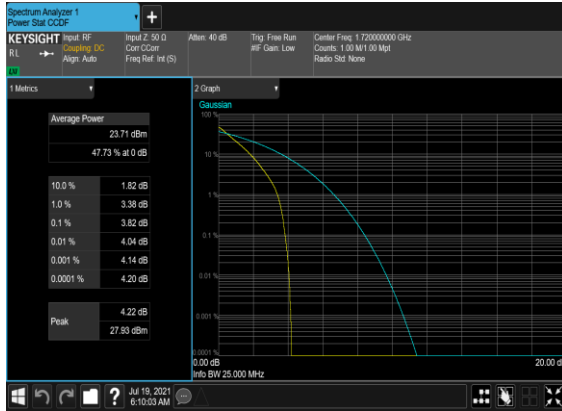 Spectrum Analyzer 1
Power Stat CCDF
KEYSIGHT
RL
Input: RF
Coupling: DC
Align: Auto
Input Z: 50 Ω
Corr CCorr
Freq Ref: Int (S)
Atten: 40 dB
Trig: Free Run
#IF Gain: Low
Center Freq: 1.720000000 GHz
Counts: 1.00 M/1.00 Mpt
Radio Std: None
1 Metrics
Average Power
23.71 dBm
47.73 % at 0 dB
10.0 % 1.82 dB
1.0 % 3.38 dB
0.1 % 3.82 dB
0.01 % 4.04 dB
0.001 % 4.14 dB
0.0001 % 4.20 dB
Peak
4.22 dB
27.93 dBm
2 Graph
Gaussian
100 %
10 %
1 %
0.1 %
0.01 %
0.001 %
0.0001 %
0.00 dB
20.00 d
Info BW 25.000 MHz
?
Jul 19, 2021
6:10:03 AM